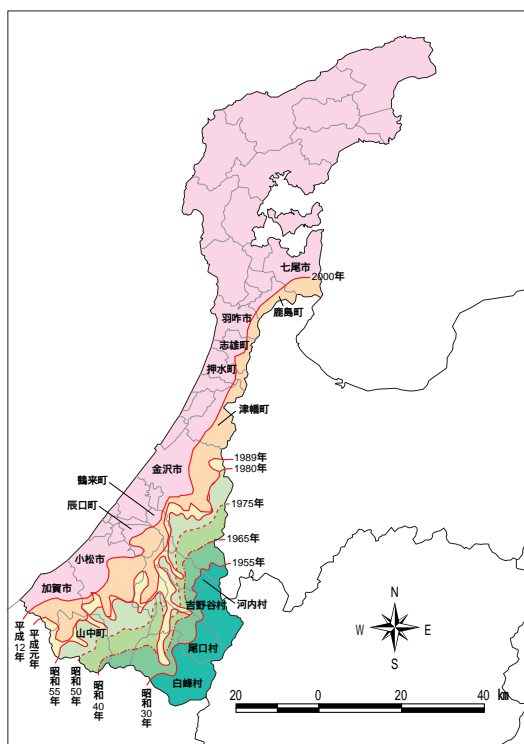 七尾市
2000年
鹿島町
羽咋市
志雄町
押水町
津幡町
金沢市
1989年
1980年
鶴来町
1975年
辰口町
1965年
小松市
1955年
加賀市
吉野谷村
河内村
山中町
尾口村
白峰村
平成12年
平成元年
昭和55年
昭和50年
昭和40年
昭和30年
N
W
E
S
20
0
20
40
km